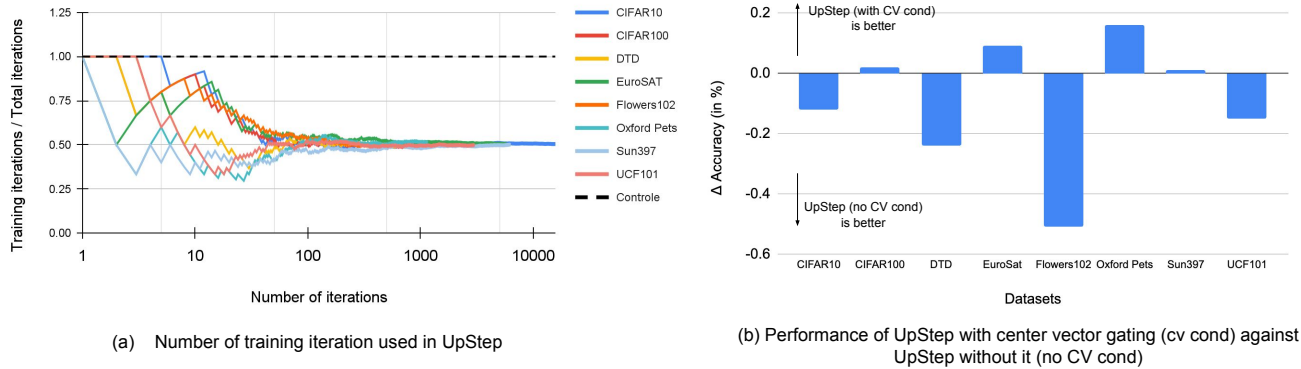 Training iterations / Total iterations
1.00
0.75
0.50
0.25
0.00
1
10
100
1000
10000
Number of iterations
CIFAR10
CIFAR100
DTD
EuroSAT
Flowers102
Oxford Pets
Sun397
UCF101
Controle
(a) Number of training iteration used in UpStep
Δ Accuracy (in %)
0.2
0.0
-0.2
-0.4
-0.6
UpStep (with CV cond)
is better
UpStep (no CV cond)
is better
CIFAR10
CIFAR100
DTD
EuroSat
Flowers102
Oxford Pets
Sun397
UCF101
Datasets
(b) Performance of UpStep with center vector gating (cv cond) against
UpStep without it (no CV cond)